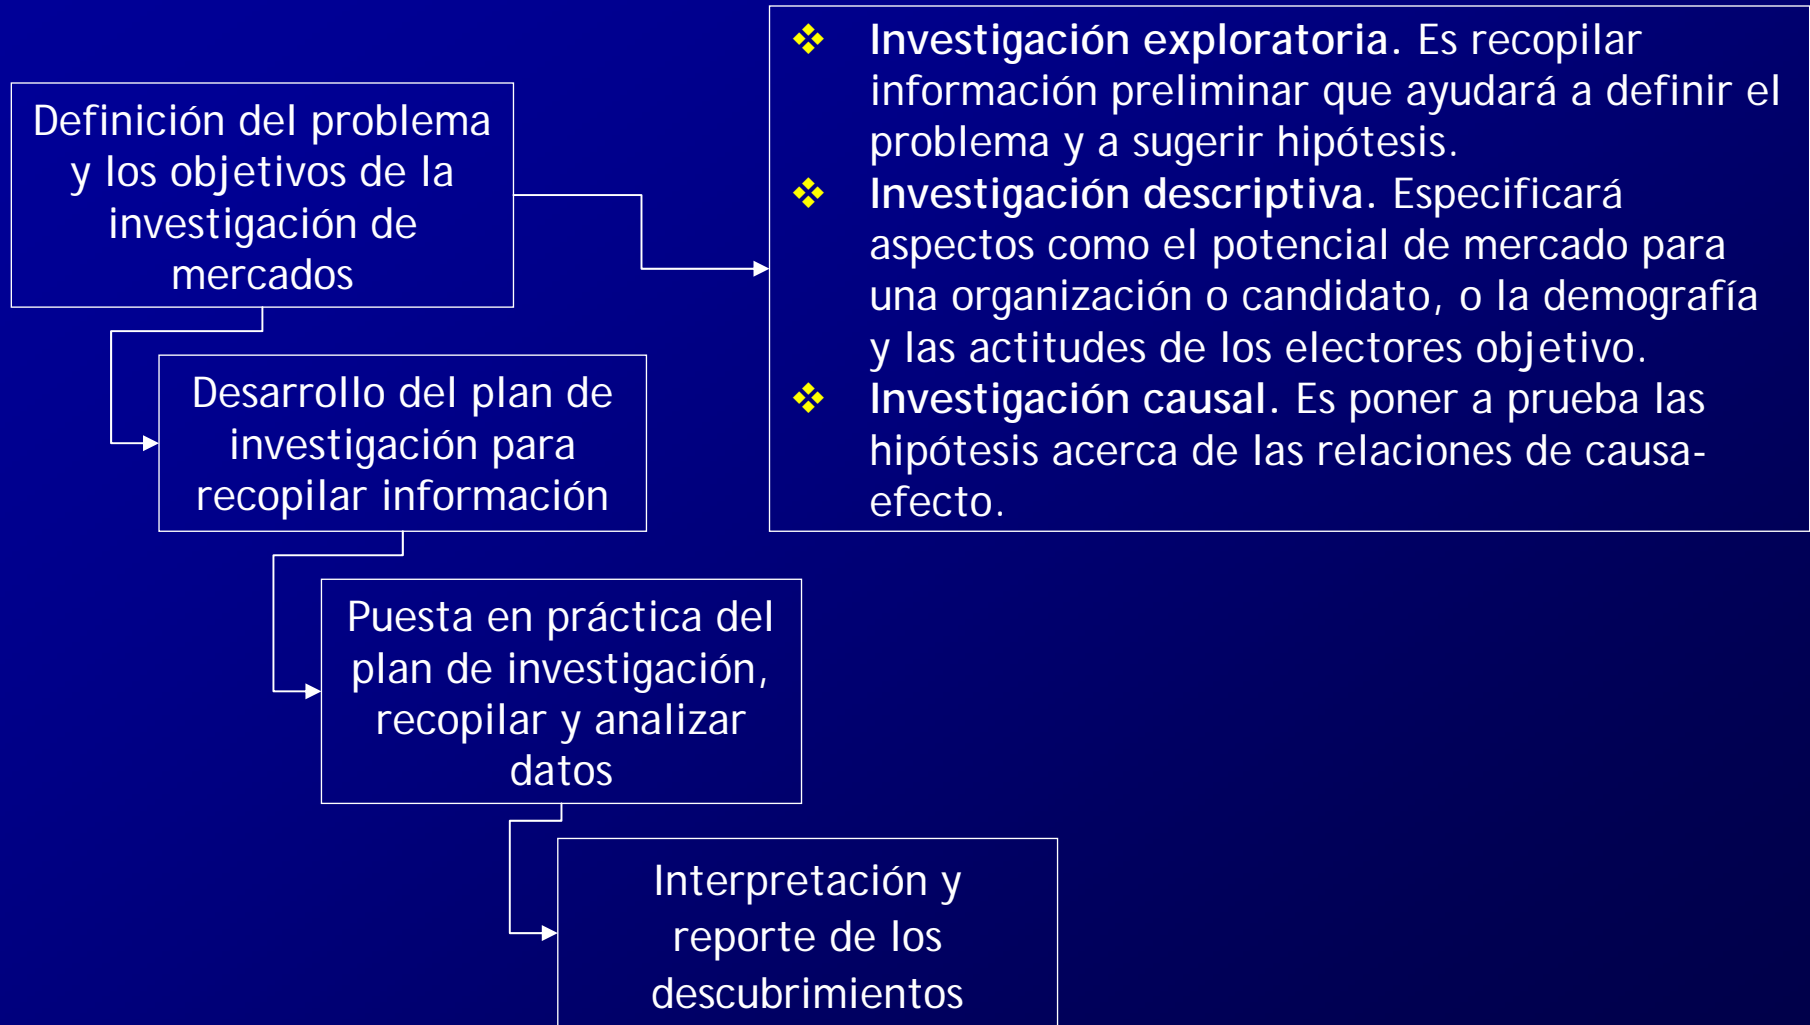 Definición del problema
y los objetivos de la
investigación de
mercados
Investigación exploratoria. Es recopilar
información preliminar que ayudará a definir el
problema y a sugerir hipótesis.
Investigación descriptiva. Especificará
aspectos como el potencial de mercado para
una organización o candidato, o la demografía
y las actitudes de los electores objetivo.
Investigación causal. Es poner a prueba las
hipótesis acerca de las relaciones de causa-
efecto.
Desarrollo del plan de
investigación para
recopilar información
Puesta en práctica del
plan de investigación,
recopilar y analizar
datos
Interpretación y
reporte de los
descubrimientos